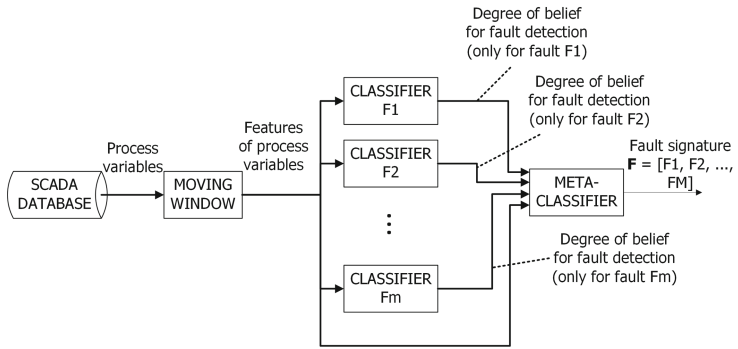 Degree of belief
for fault detection
(only for fault F1)
Degree of belief
for fault detection
(only for fault F2)
CLASSIFIER
F1
Features
of process
variables
Process
variables
CLASSIFIER
F2
Fault signature
F = [F1, F2, ...,
FM]
SCADA
DATABASE
MOVING
WINDOW
META-
CLASSIFIER
...
Degree of belief
for fault detection
(only for fault Fm)
CLASSIFIER
Fm